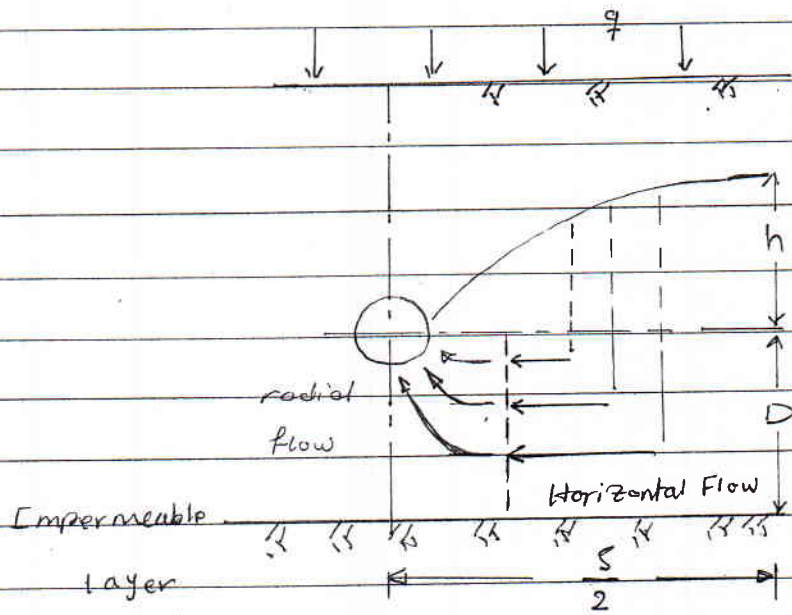 q
h
radial
flow
D
Horizontal Flow
Impermeable
layer
S
2